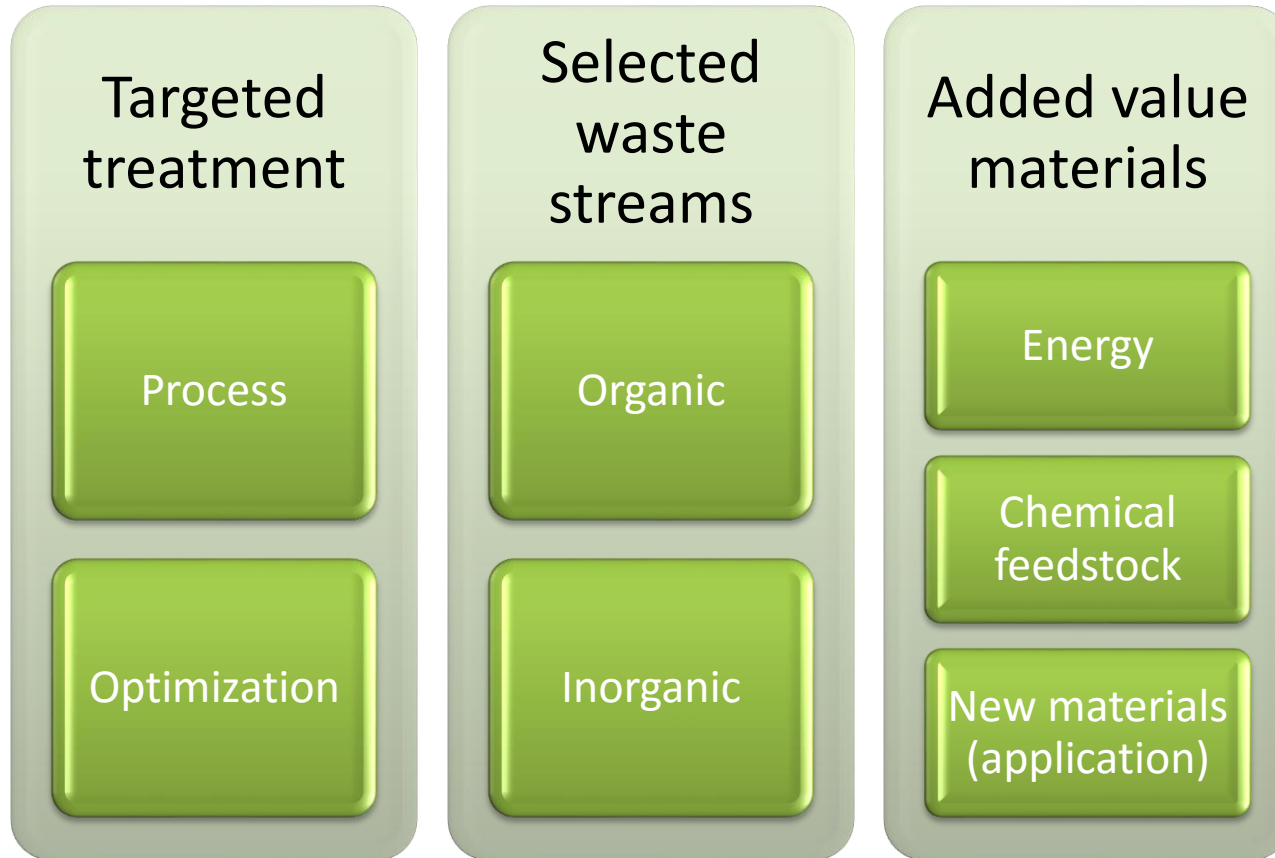 Targeted
treatment
Process
Optimization
Selected
waste
streams
Organic
Inorganic
Added value
materials
Energy
Chemical
feedstock
New materials
(application)